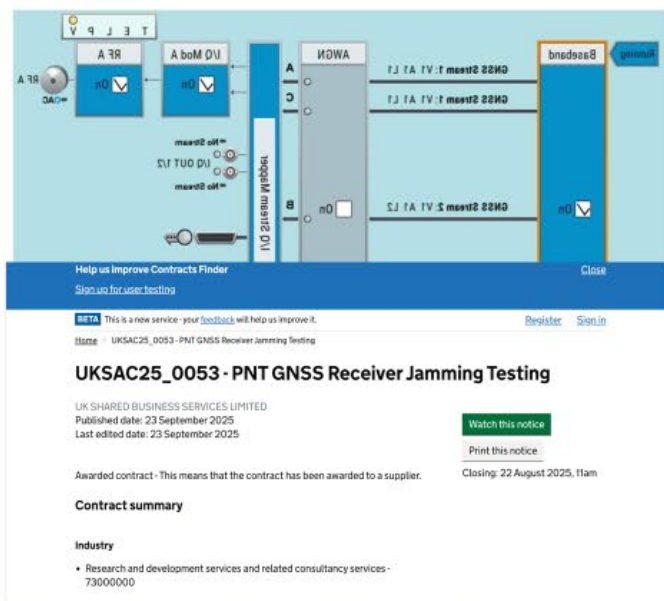 T E L P V
RF A
I/Q Mod A
AWGN
Baseband
Running
RF A
On
On
A
GNSS Stream 1: V1 A1 L1
C
GNSS Stream 1: V1 A1 L1
No Stream
I/Q OUT 1/2
No Stream
I/Q Stream Mapper
B
On
GNSS Stream 2: V1 A1 L2
On
Help us improve Contracts Finder
Close
Sign up for user testing
BETA This is a new service - your feedback will help us improve it.
Register Sign in
Home > UKSAC25_0053 - PNT GNSS Receiver Jamming Testing
UKSAC25_0053 - PNT GNSS Receiver Jamming Testing
UK SHARED BUSINESS SERVICES LIMITED
Published date: 23 September 2025
Last edited date: 23 September 2025
Watch this notice
Print this notice
Awarded contract - This means that the contract has been awarded to a supplier.
Closing: 22 August 2025, 11am
Contract summary
Industry
• Research and development services and related consultancy services -
73000000